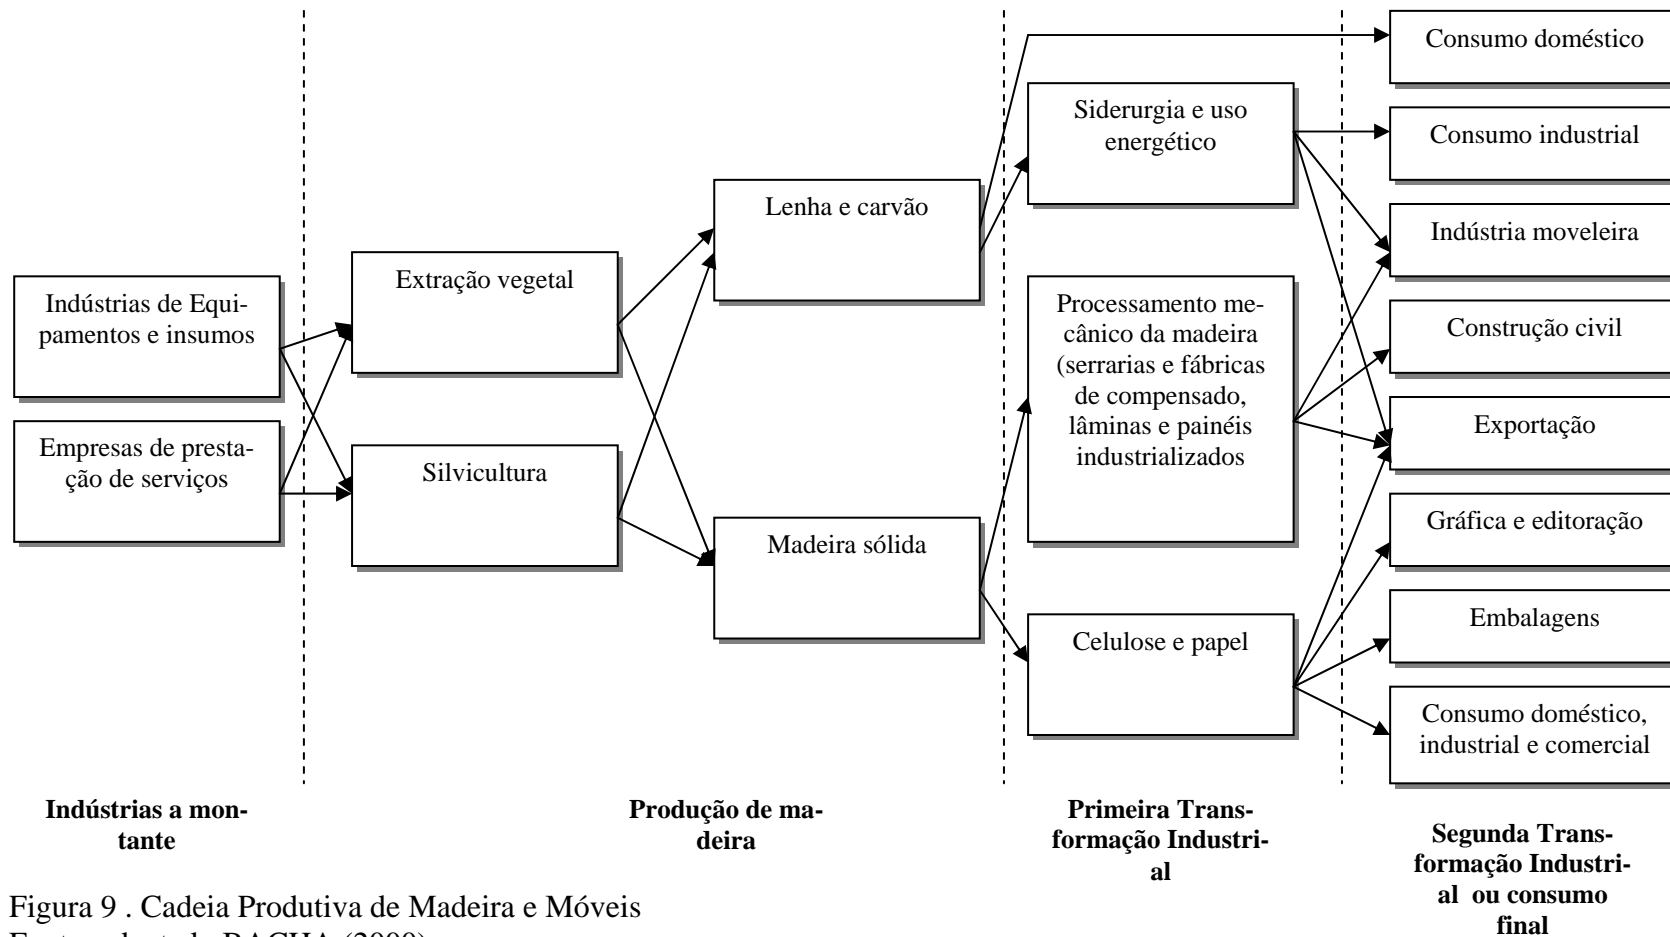 Indústrias de Equi-
pamentos e insumos
Empresas de presta-
ção de serviços
Extração vegetal
Silvicultura
Lenha e carvão
Madeira sólida
Siderurgia e uso
energético
Processamento me-
cânico da madeira
(serrarias e fábricas
de compensado,
lâminas e painéis
industrializados
Celulose e papel
Consumo doméstico
Consumo industrial
Indústria moveleira
Construção civil
Exportação
Gráfica e editoração
Embalagens
Consumo doméstico,
industrial e comercial
Indústrias a mon-
tante
Produção de ma-
deira
Primeira Trans-
formação Industri-
al
Segunda Trans-
formação Industri-
al ou consumo
final
Figura 9 . Cadeia Produtiva de Madeira e Móveis
BACHA (2000)